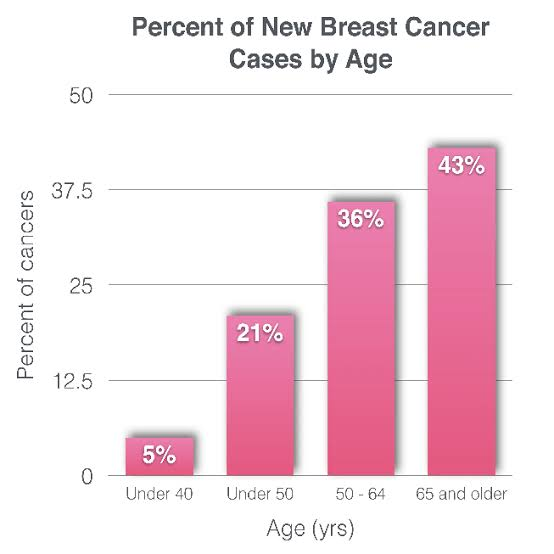 Percent of New Breast Cancer
Cases by Age
50
37.5
25
12.5
0
Percent of cancers
5%
21%
36%
43%
Under 40
Under 50
50 - 64
65 and older
Age (yrs)